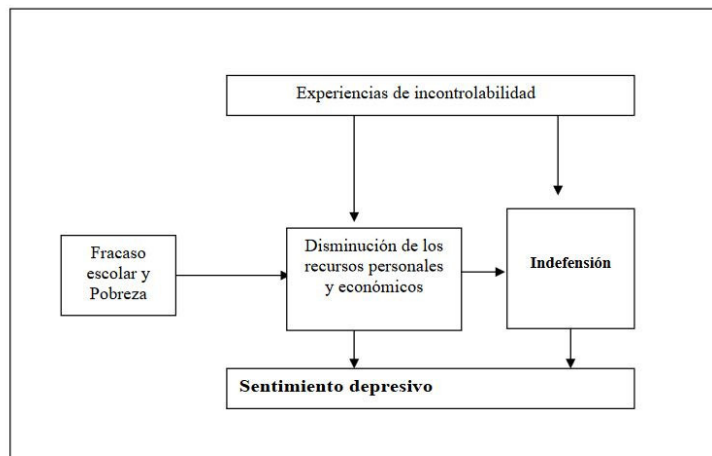 Experiencias de incontrolabilidad
Fracaso
escolar y
Pobreza
Disminución de los
recursos personales
y económicos
Indefensión
Sentimiento depresivo